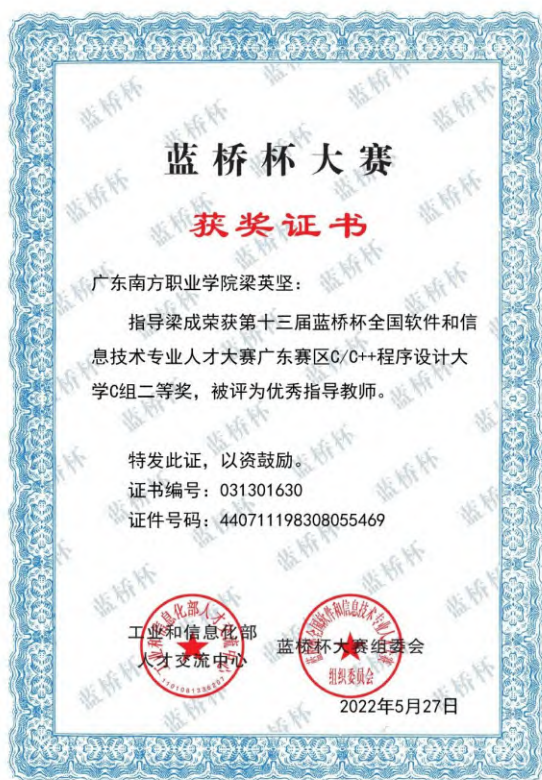 蓝桥杯大赛
获奖证书
广东南方职业学院梁英坚:
指导梁成荣获第十三届蓝桥杯全国软件和信
息技术专业人才大赛广东赛区C/C++程序设计大
学C组二等奖,被评为优秀指导教师。
特发此证,以资鼓励。
证书编号:031301630
证件号码:440711198308055469
工业和信息化部
人才交流中心
蓝桥杯大赛组委会
组织委员会
2022年5月27日